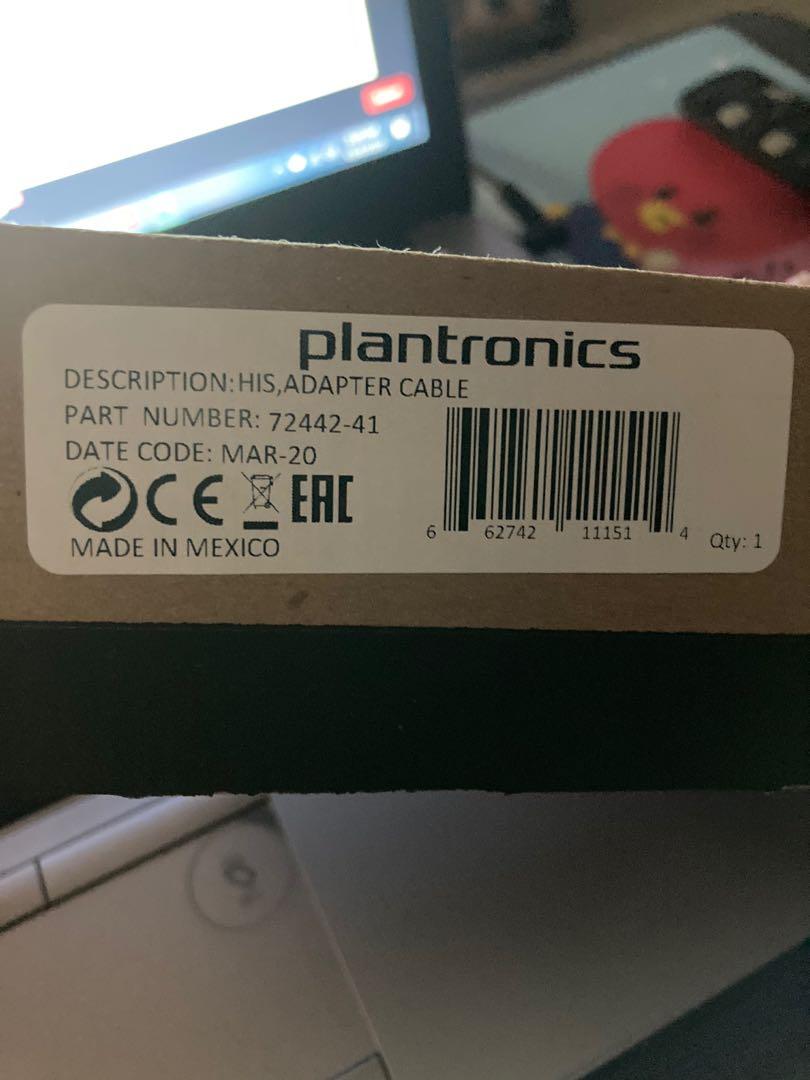 plantronics
DESCRIPTION:HIS,ADAPTER CABLE
PART NUMBER: 72442-41
DATE CODE: MAR-20
CE EAC
MADE IN MEXICO
6 62742 11151 4 Qty: 1